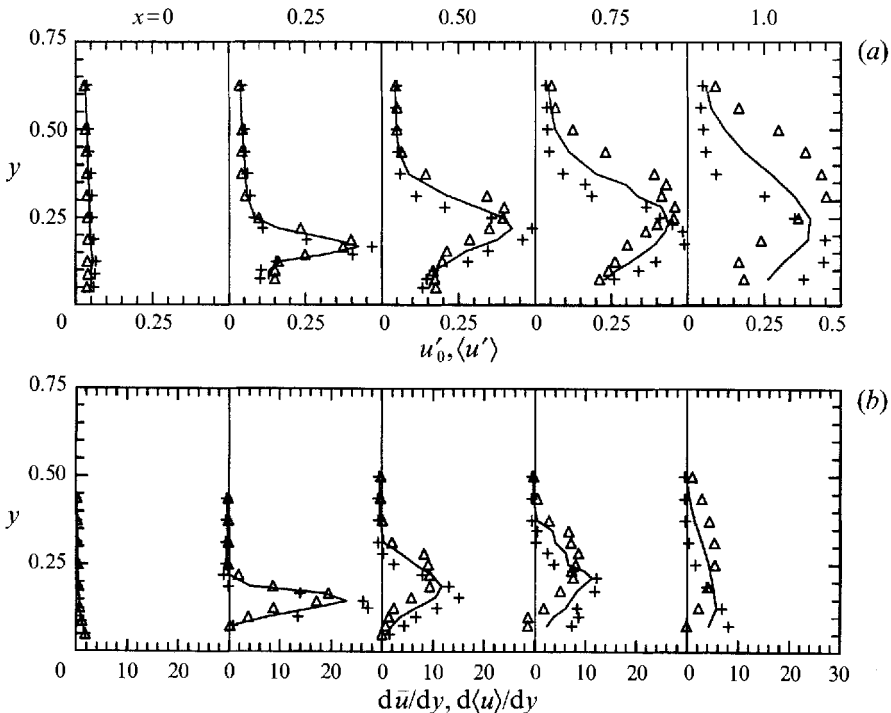 x = 0 0.25 0.50 0.75 1.0
0.75 (a)
0.50
y
0.25
0 0.25 0 0.25 0 0.25 0 0.25 0 0.25 0.5
u′₀, ⟨u′⟩
0.75 (b)
0.50
y
0.25
0 10 20 0 10 20 0 10 20 0 10 20 0 10 20 30
dū/dy, d⟨u⟩/dy